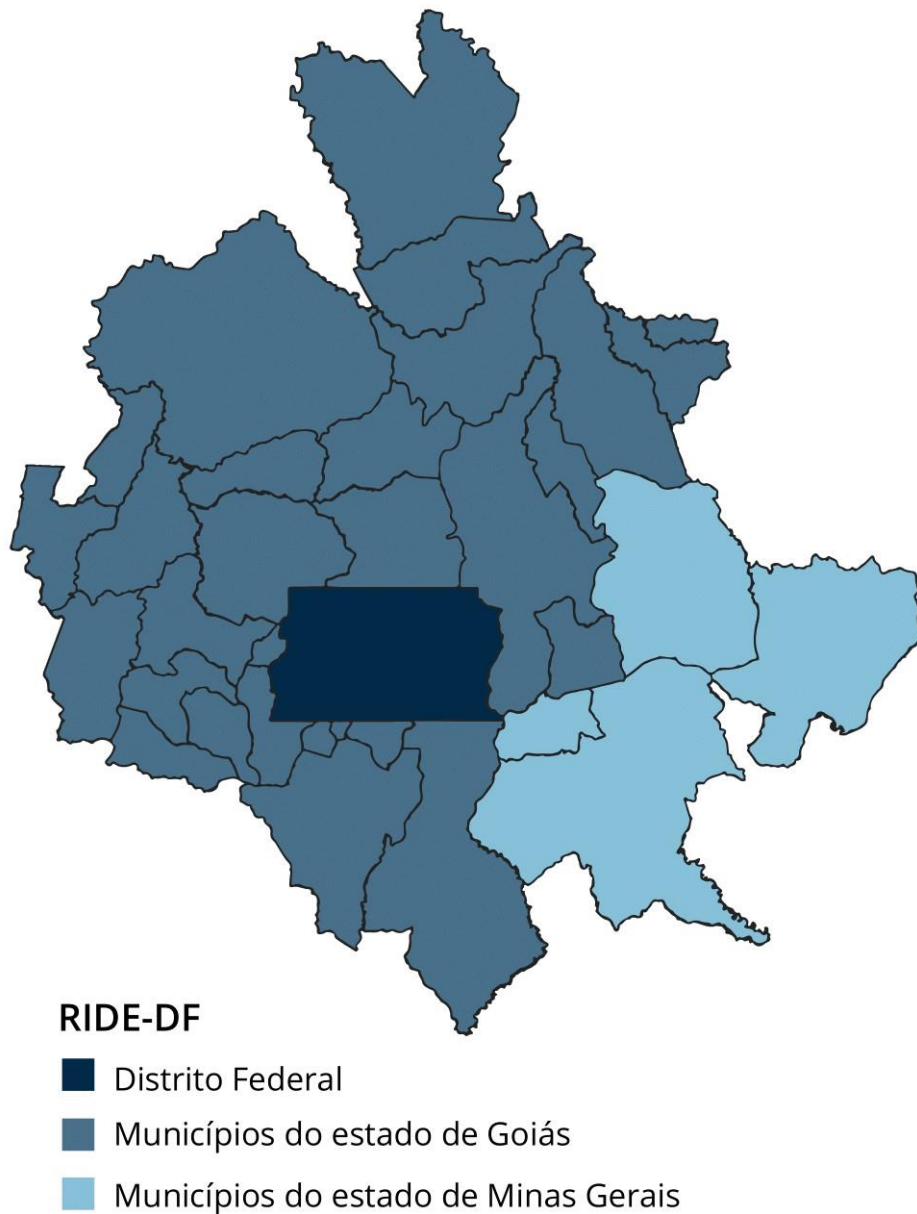 RIDE-DF
Distrito Federal
Municípios do estado de Goiás
Municípios do estado de Minas Gerais